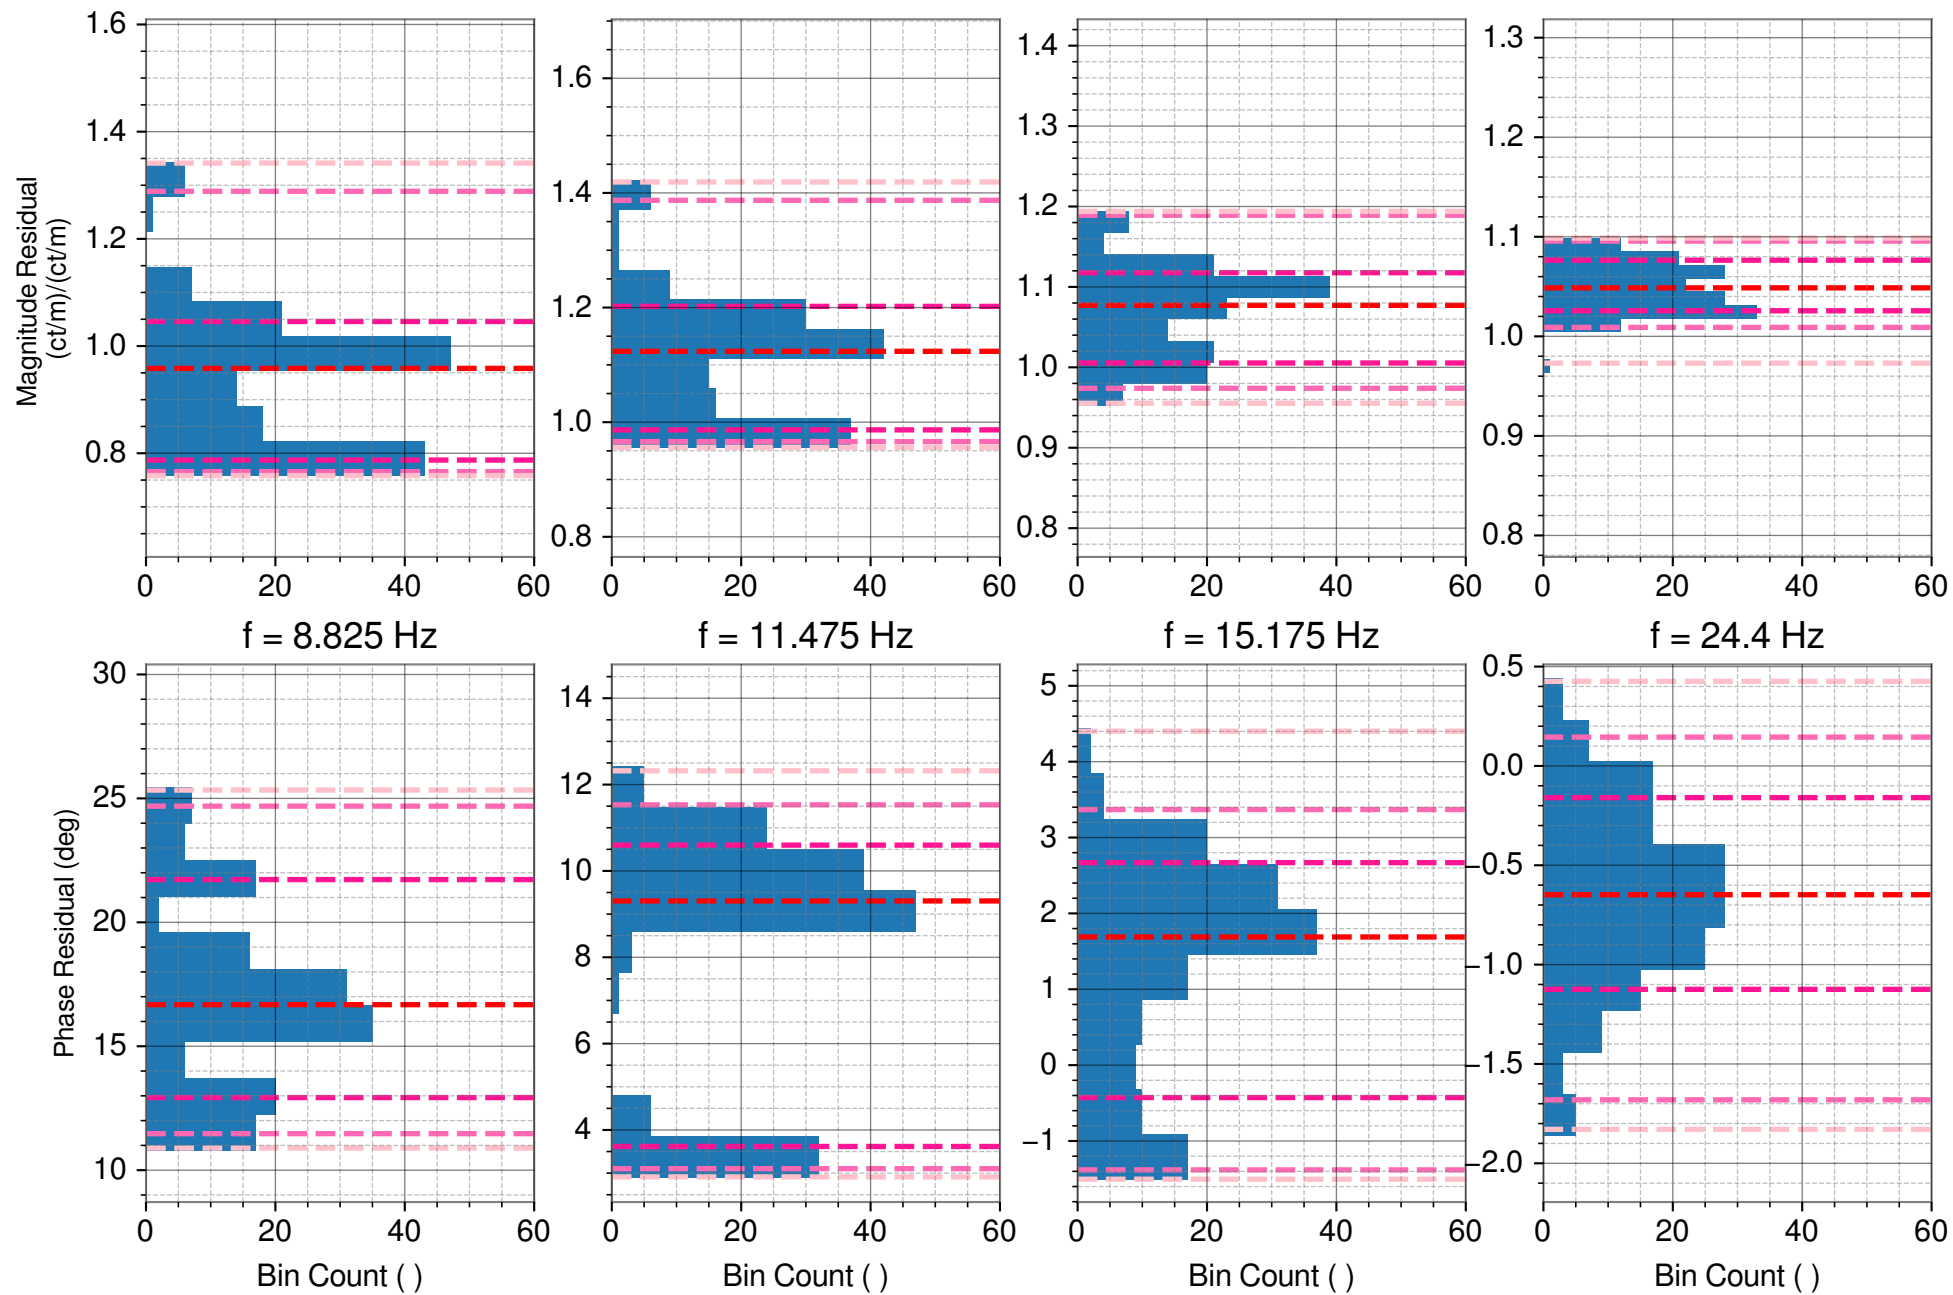 Magnitude Residual
(ct/m)/(ct/m)
1.6
1.4
1.2
1.0
0.8
0 20 40 60
1.6
1.4
1.2
1.0
0.8
0 20 40 60
1.4
1.3
1.2
1.1
1.0
0.9
0.8
0 20 40 60
1.3
1.2
1.1
1.0
0.9
0.8
0 20 40 60
f = 8.825 Hz
f = 11.475 Hz
f = 15.175 Hz
f = 24.4 Hz
Phase Residual (deg)
30
25
20
15
10
0 20 40 60
Bin Count ( )
14
12
10
8
6
4
0 20 40 60
Bin Count ( )
5
4
3
2
1
0
−1
0 20 40 60
Bin Count ( )
0.5
0.0
−0.5
−1.0
−1.5
−2.0
0 20 40 60
Bin Count ( )